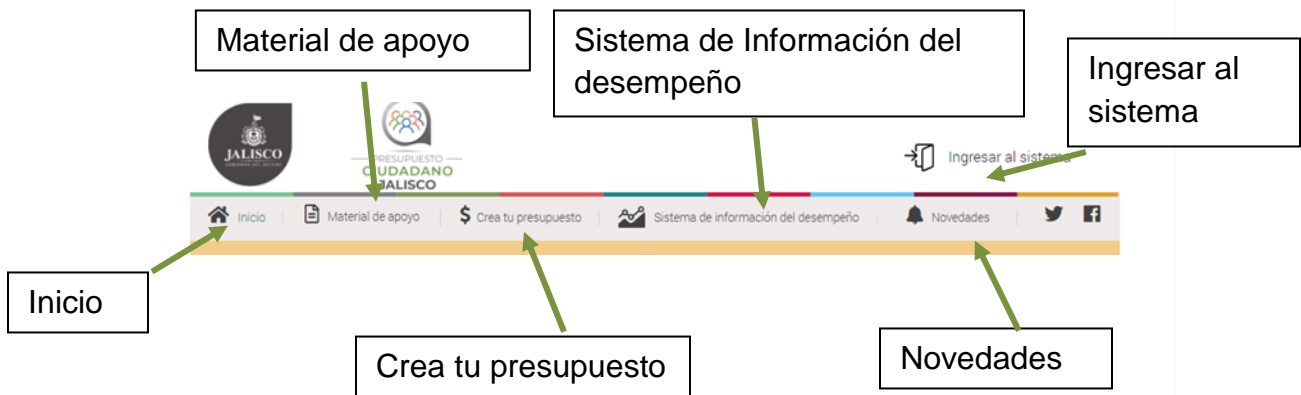 Material de apoyo
Sistema de Información del
desempeño
Ingresar al
sistema
JALISCO
PRESUPUESTO
CIUDADANO
JALISCO
Ingresar al sistema
Inicio
Material de apoyo
$ Crea tu presupuesto
Sistema de información del desempeño
Novedades
Inicio
Crea tu presupuesto
Novedades